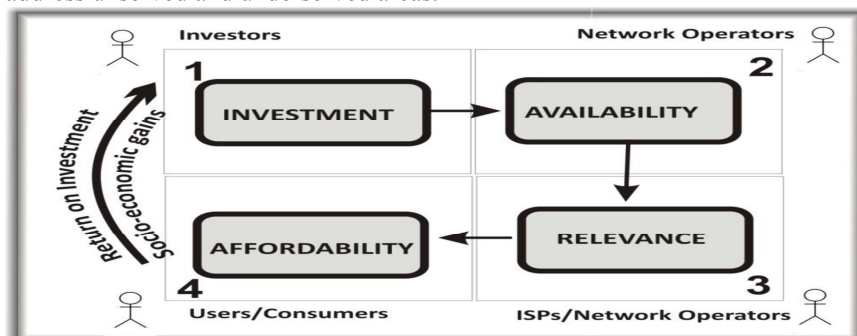 Investors
Network Operators
1
2
INVESTMENT
AVAILABILITY
Return on Investment
Socio-economic gains
AFFORDABILITY
RELEVANCE
4
3
Users/Consumers
ISPs/Network Operators